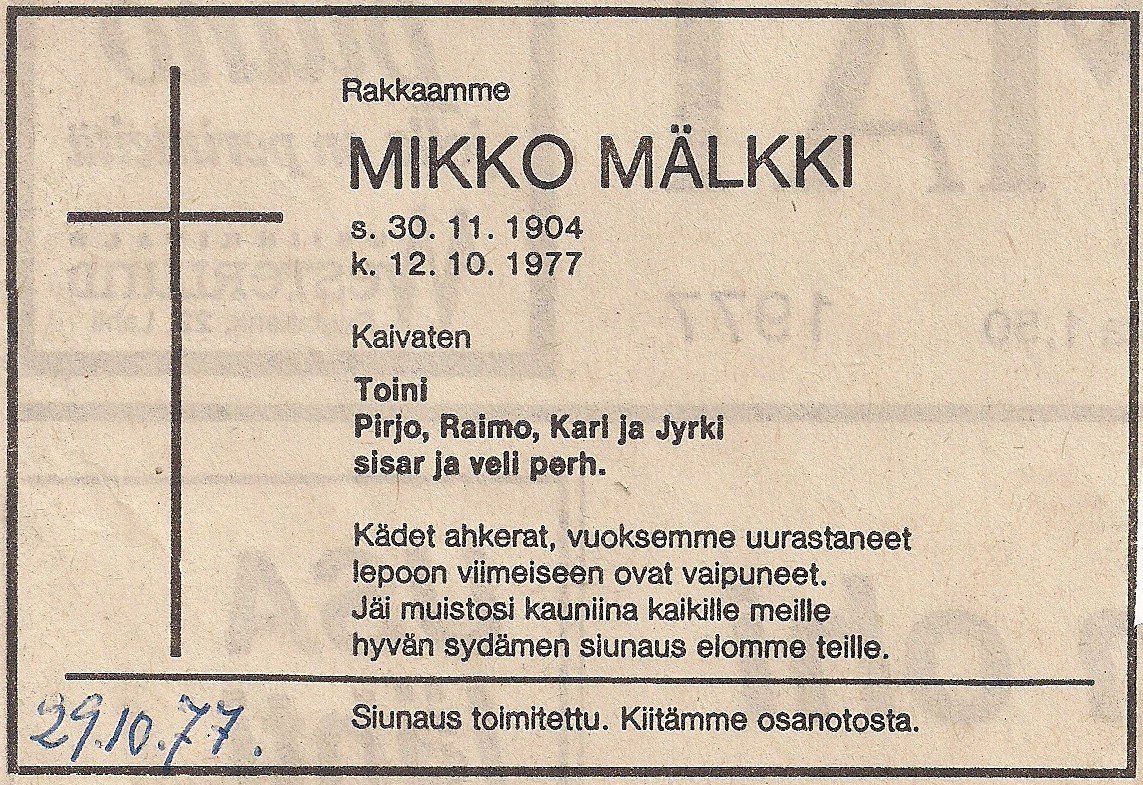 Rakkaamme
MIKKO MÄLKKI
s. 30. 11. 1904
k. 12. 10. 1977
Kaivaten
Toini
Pirjo, Raimo, Kari ja Jyrki
sisar ja veli perh.
Kädet ahkerat, vuoksemme uurastaneet
lepoon viimeiseen ovat vaipuneet.
Jäi muistosi kauniina kaikille meille
hyvän sydämen siunaus elomme teille.
29.10.77.
Siunaus toimitettu. Kiitämme osanotosta.